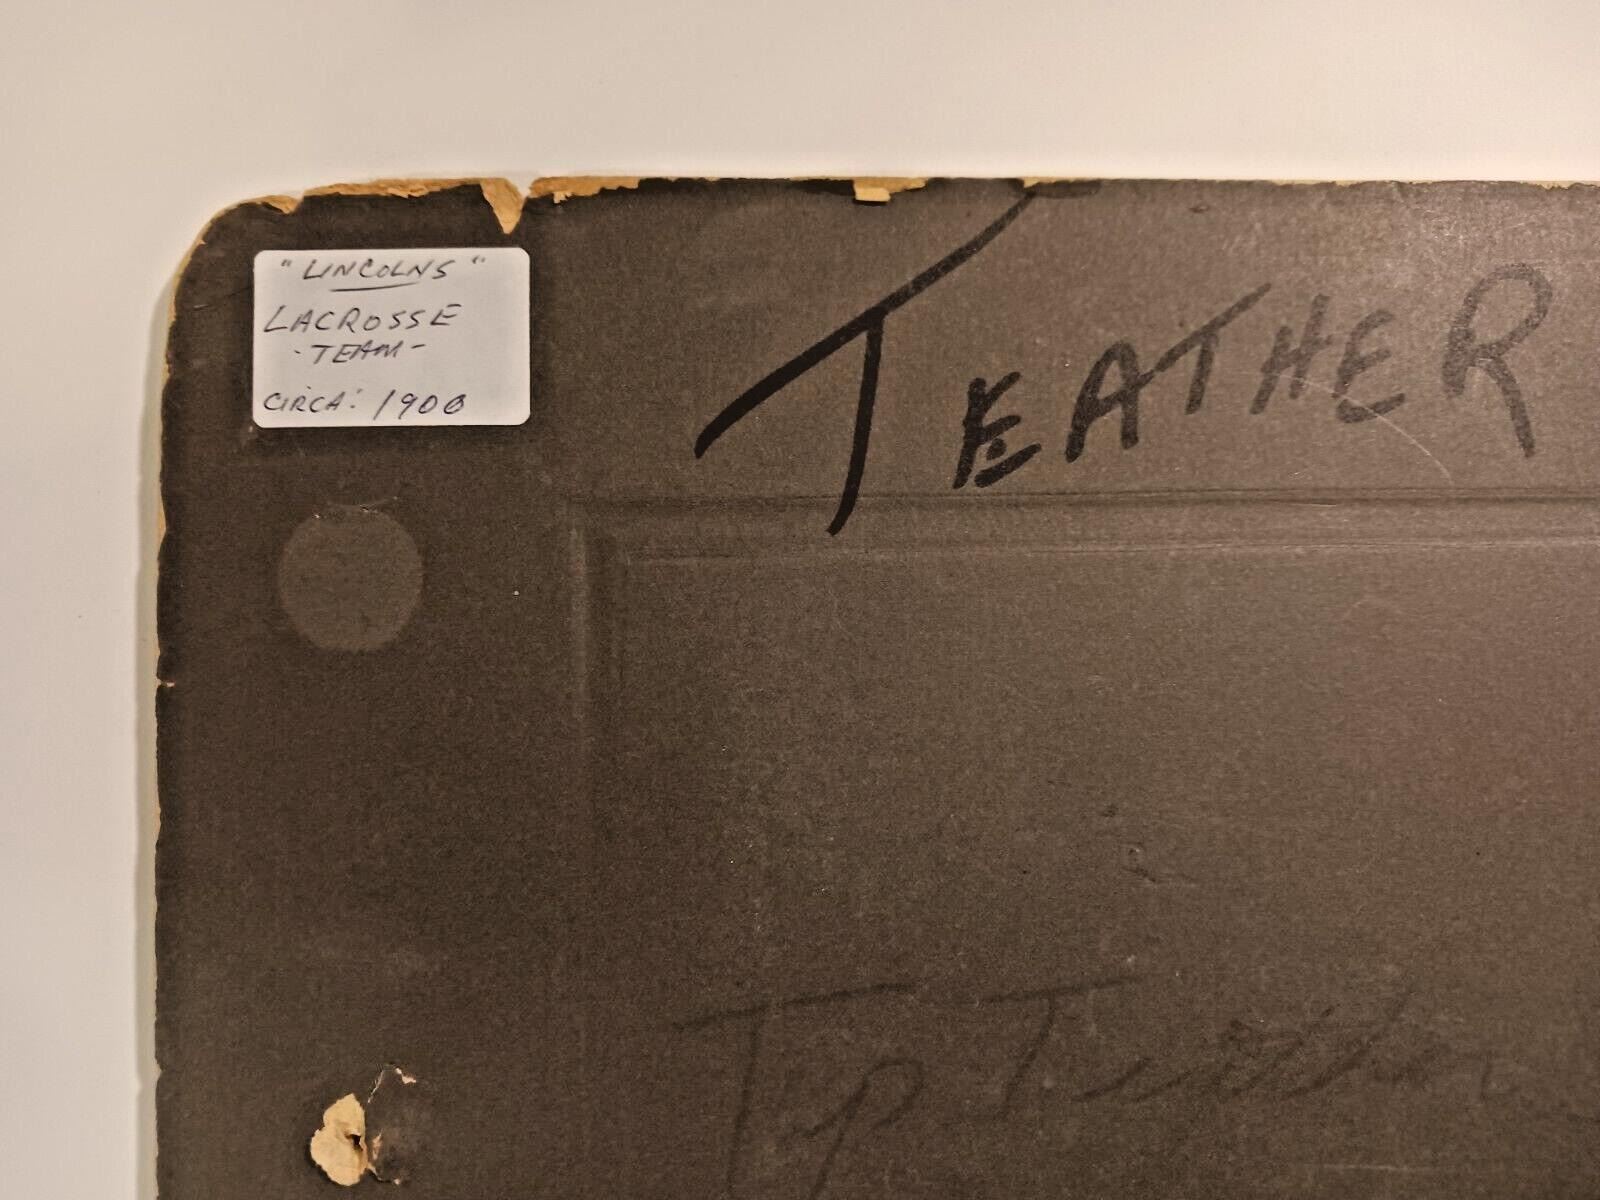 "LINCOLNS"
LACROSSE
-TEAM-
CIRCA: 1900
TEATHER